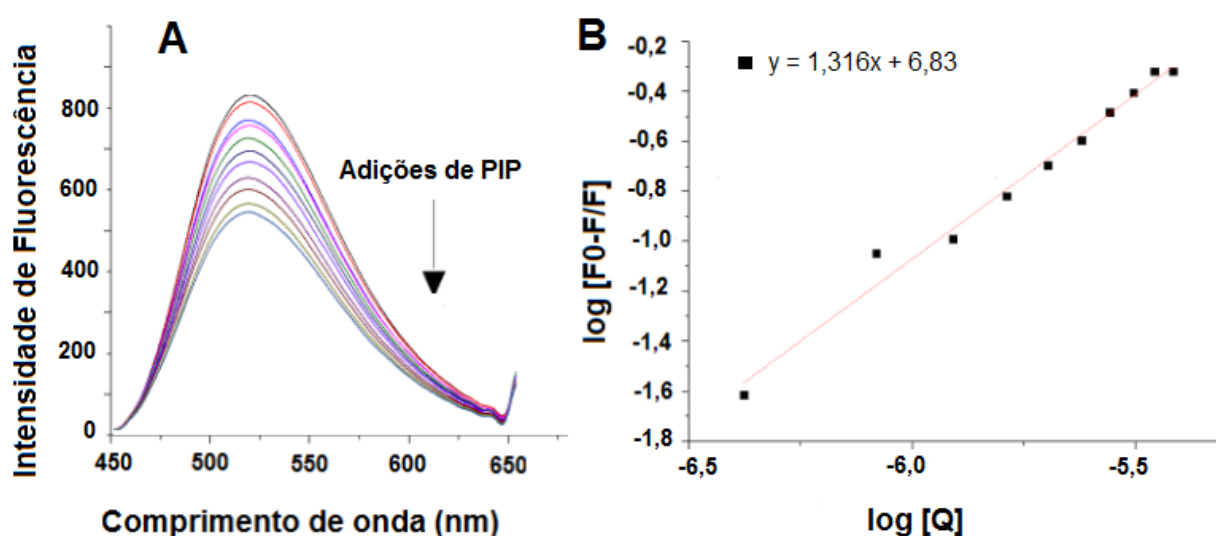 A
Intensidade de Fluorescência
800
600
400
200
0
450 500 550 600 650
Comprimento de onda (nm)
Adições de PIP
B
y = 1,316x + 6,83
log [F0-F/F]
-0,2
-0,4
-0,6
-0,8
-1,0
-1,2
-1,4
-1,6
-1,8
-6,5 -6,0 -5,5
log [Q]